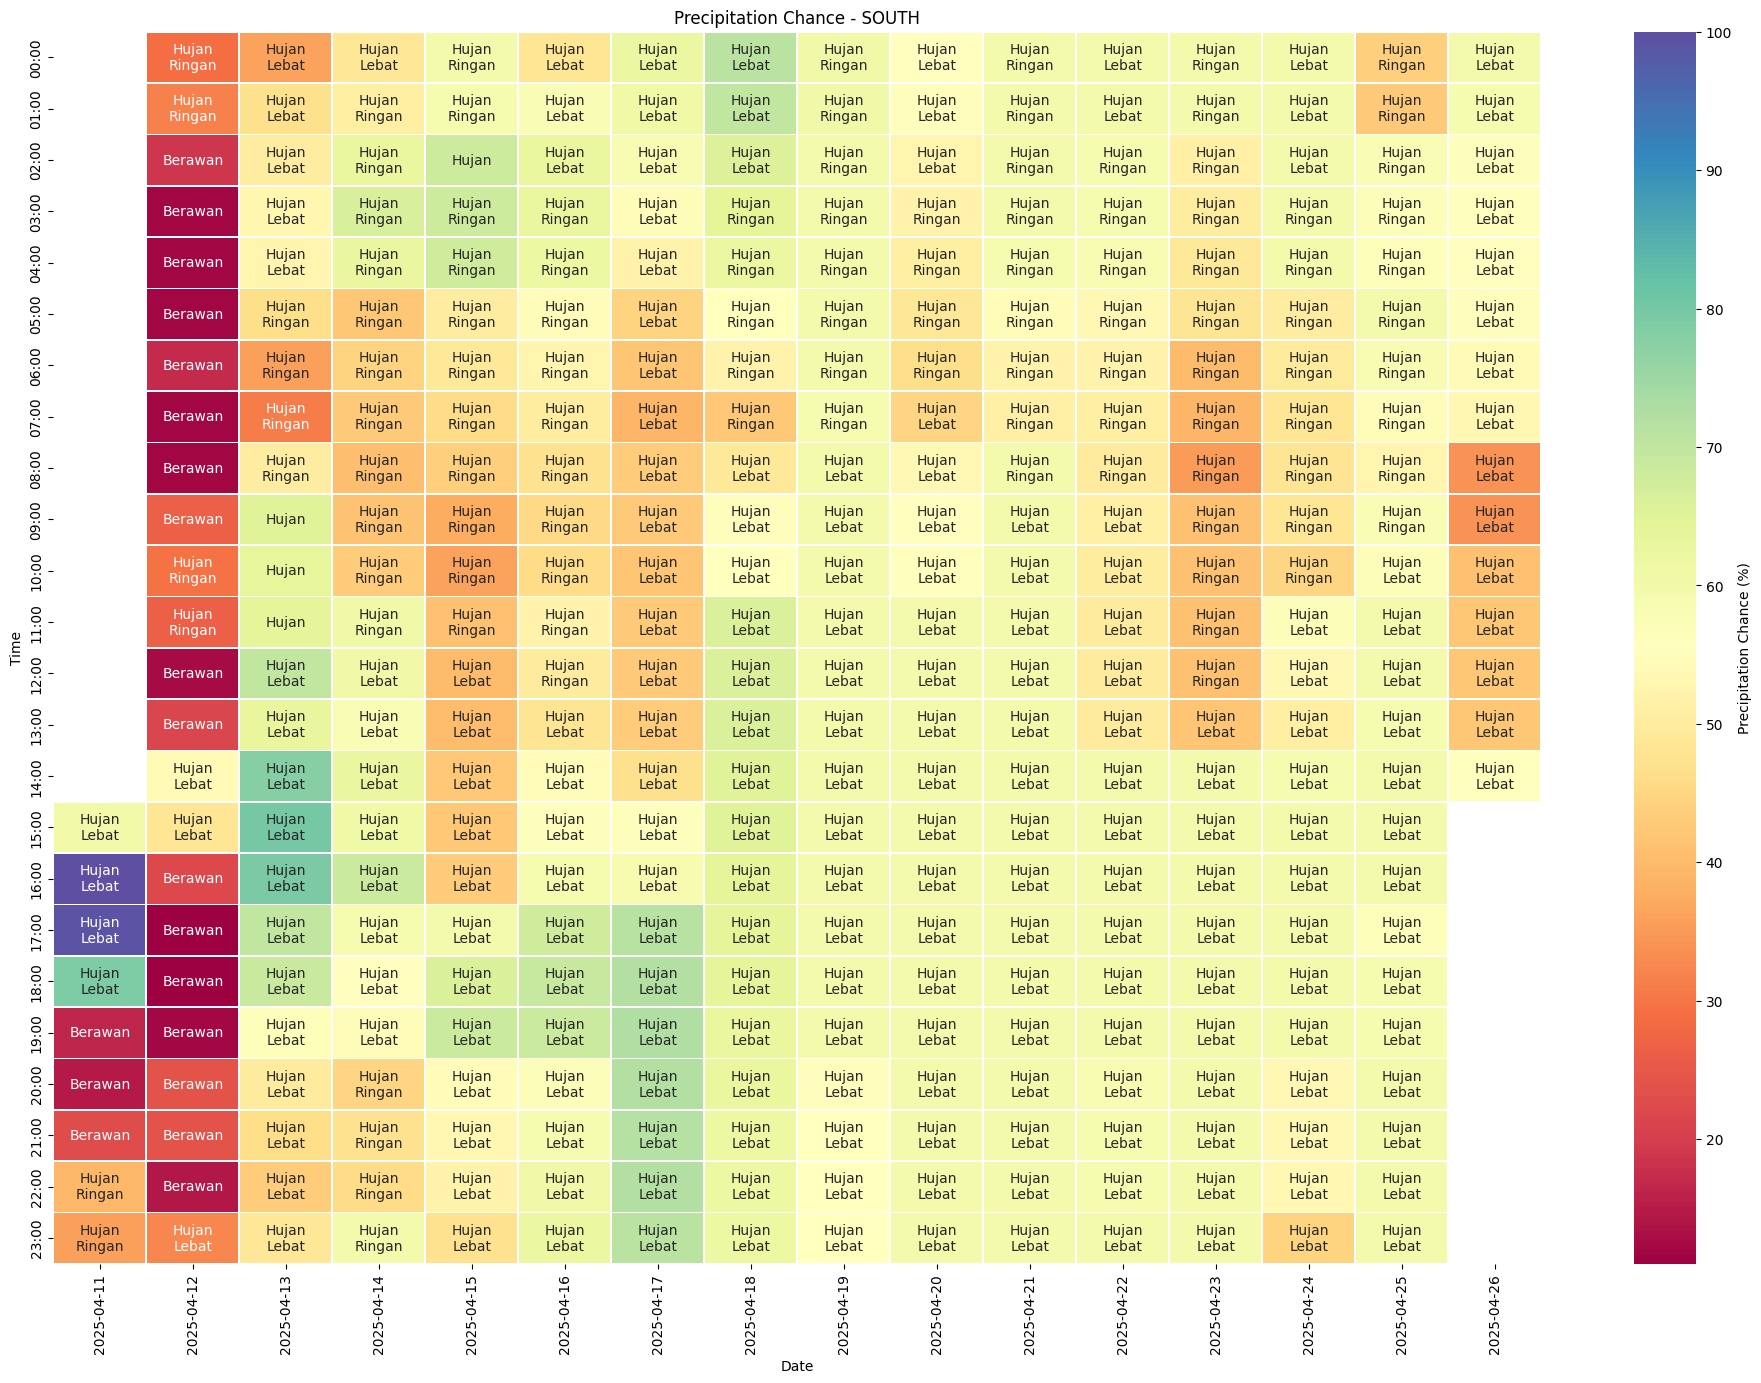 Precipitation Chance - SOUTH
00:00 Hujan Ringan Hujan Lebat Hujan Lebat Hujan Ringan Hujan Lebat Hujan Lebat Hujan Lebat Hujan Ringan Hujan Lebat Hujan Ringan Hujan Lebat Hujan Ringan Hujan Lebat Hujan Ringan Hujan Lebat
01:00 Hujan Ringan Hujan Lebat Hujan Ringan Hujan Ringan Hujan Lebat Hujan Lebat Hujan Lebat Hujan Ringan Hujan Lebat Hujan Ringan Hujan Lebat Hujan Ringan Hujan Lebat Hujan Ringan Hujan Lebat
02:00 Berawan Hujan Lebat Hujan Ringan Hujan Hujan Lebat Hujan Lebat Hujan Lebat Hujan Ringan Hujan Lebat Hujan Ringan Hujan Ringan Hujan Ringan Hujan Lebat Hujan Ringan Hujan Lebat
03:00 Berawan Hujan Lebat Hujan Ringan Hujan Ringan Hujan Ringan Hujan Lebat Hujan Ringan Hujan Ringan Hujan Ringan Hujan Ringan Hujan Ringan Hujan Ringan Hujan Ringan Hujan Ringan Hujan Lebat
04:00 Berawan Hujan Lebat Hujan Ringan Hujan Ringan Hujan Ringan Hujan Lebat Hujan Ringan Hujan Ringan Hujan Ringan Hujan Ringan Hujan Ringan Hujan Ringan Hujan Ringan Hujan Ringan Hujan Lebat
05:00 Berawan Hujan Ringan Hujan Ringan Hujan Ringan Hujan Ringan Hujan Lebat Hujan Ringan Hujan Ringan Hujan Ringan Hujan Ringan Hujan Ringan Hujan Ringan Hujan Ringan Hujan Ringan Hujan Lebat
06:00 Berawan Hujan Ringan Hujan Ringan Hujan Ringan Hujan Ringan Hujan Lebat Hujan Ringan Hujan Ringan Hujan Ringan Hujan Ringan Hujan Ringan Hujan Ringan Hujan Ringan Hujan Ringan Hujan Lebat
07:00 Berawan Hujan Ringan Hujan Ringan Hujan Ringan Hujan Ringan Hujan Lebat Hujan Ringan Hujan Ringan Hujan Lebat Hujan Ringan Hujan Ringan Hujan Ringan Hujan Ringan Hujan Ringan Hujan Lebat
08:00 Berawan Hujan Ringan Hujan Ringan Hujan Ringan Hujan Ringan Hujan Lebat Hujan Lebat Hujan Lebat Hujan Lebat Hujan Ringan Hujan Ringan Hujan Ringan Hujan Ringan Hujan Ringan Hujan Lebat
09:00 Berawan Hujan Hujan Ringan Hujan Ringan Hujan Ringan Hujan Lebat Hujan Lebat Hujan Lebat Hujan Lebat Hujan Lebat Hujan Lebat Hujan Ringan Hujan Ringan Hujan Ringan Hujan Lebat
10:00 Hujan Ringan Hujan Hujan Ringan Hujan Ringan Hujan Ringan Hujan Lebat Hujan Lebat Hujan Lebat Hujan Lebat Hujan Lebat Hujan Lebat Hujan Ringan Hujan Ringan Hujan Lebat Hujan Lebat
11:00 Hujan Ringan Hujan Hujan Ringan Hujan Ringan Hujan Ringan Hujan Lebat Hujan Lebat Hujan Lebat Hujan Lebat Hujan Lebat Hujan Lebat Hujan Ringan Hujan Lebat Hujan Lebat Hujan Lebat
12:00 Berawan Hujan Lebat Hujan Lebat Hujan Lebat Hujan Ringan Hujan Lebat Hujan Lebat Hujan Lebat Hujan Lebat Hujan Lebat Hujan Lebat Hujan Ringan Hujan Lebat Hujan Lebat Hujan Lebat
13:00 Berawan Hujan Lebat Hujan Lebat Hujan Lebat Hujan Lebat Hujan Lebat Hujan Lebat Hujan Lebat Hujan Lebat Hujan Lebat Hujan Lebat Hujan Lebat Hujan Lebat Hujan Lebat Hujan Lebat
14:00 Hujan Lebat Hujan Lebat Hujan Lebat Hujan Lebat Hujan Lebat Hujan Lebat Hujan Lebat Hujan Lebat Hujan Lebat Hujan Lebat Hujan Lebat Hujan Lebat Hujan Lebat Hujan Lebat Hujan Lebat
15:00 Hujan Lebat Hujan Lebat Hujan Lebat Hujan Lebat Hujan Lebat Hujan Lebat Hujan Lebat Hujan Lebat Hujan Lebat Hujan Lebat Hujan Lebat Hujan Lebat Hujan Lebat Hujan Lebat Hujan Lebat
16:00 Hujan Lebat Berawan Hujan Lebat Hujan Lebat Hujan Lebat Hujan Lebat Hujan Lebat Hujan Lebat Hujan Lebat Hujan Lebat Hujan Lebat Hujan Lebat Hujan Lebat Hujan Lebat Hujan Lebat
17:00 Hujan Lebat Berawan Hujan Lebat Hujan Lebat Hujan Lebat Hujan Lebat Hujan Lebat Hujan Lebat Hujan Lebat Hujan Lebat Hujan Lebat Hujan Lebat Hujan Lebat Hujan Lebat Hujan Lebat
18:00 Hujan Lebat Berawan Hujan Lebat Hujan Lebat Hujan Lebat Hujan Lebat Hujan Lebat Hujan Lebat Hujan Lebat Hujan Lebat Hujan Lebat Hujan Lebat Hujan Lebat Hujan Lebat Hujan Lebat
19:00 Berawan Berawan Hujan Lebat Hujan Lebat Hujan Lebat Hujan Lebat Hujan Lebat Hujan Lebat Hujan Lebat Hujan Lebat Hujan Lebat Hujan Lebat Hujan Lebat Hujan Lebat Hujan Lebat
20:00 Berawan Berawan Hujan Lebat Hujan Ringan Hujan Lebat Hujan Lebat Hujan Lebat Hujan Lebat Hujan Lebat Hujan Lebat Hujan Lebat Hujan Lebat Hujan Lebat Hujan Lebat Hujan Lebat
21:00 Berawan Berawan Hujan Lebat Hujan Ringan Hujan Lebat Hujan Lebat Hujan Lebat Hujan Lebat Hujan Lebat Hujan Lebat Hujan Lebat Hujan Lebat Hujan Lebat Hujan Lebat Hujan Lebat
22:00 Hujan Ringan Berawan Hujan Lebat Hujan Ringan Hujan Lebat Hujan Lebat Hujan Lebat Hujan Lebat Hujan Lebat Hujan Lebat Hujan Lebat Hujan Lebat Hujan Lebat Hujan Lebat Hujan Lebat
23:00 Hujan Ringan Hujan Lebat Hujan Lebat Hujan Ringan Hujan Lebat Hujan Lebat Hujan Lebat Hujan Lebat Hujan Lebat Hujan Lebat Hujan Lebat Hujan Lebat Hujan Lebat Hujan Lebat Hujan Lebat
Time
2025-04-11 2025-04-12 2025-04-13 2025-04-14 2025-04-15 2025-04-16 2025-04-17 2025-04-18 2025-04-19 2025-04-20 2025-04-21 2025-04-22 2025-04-23 2025-04-24 2025-04-25 2025-04-26
Date
100
90
80
70
60
50
40
30
20
Precipitation Chance (%)